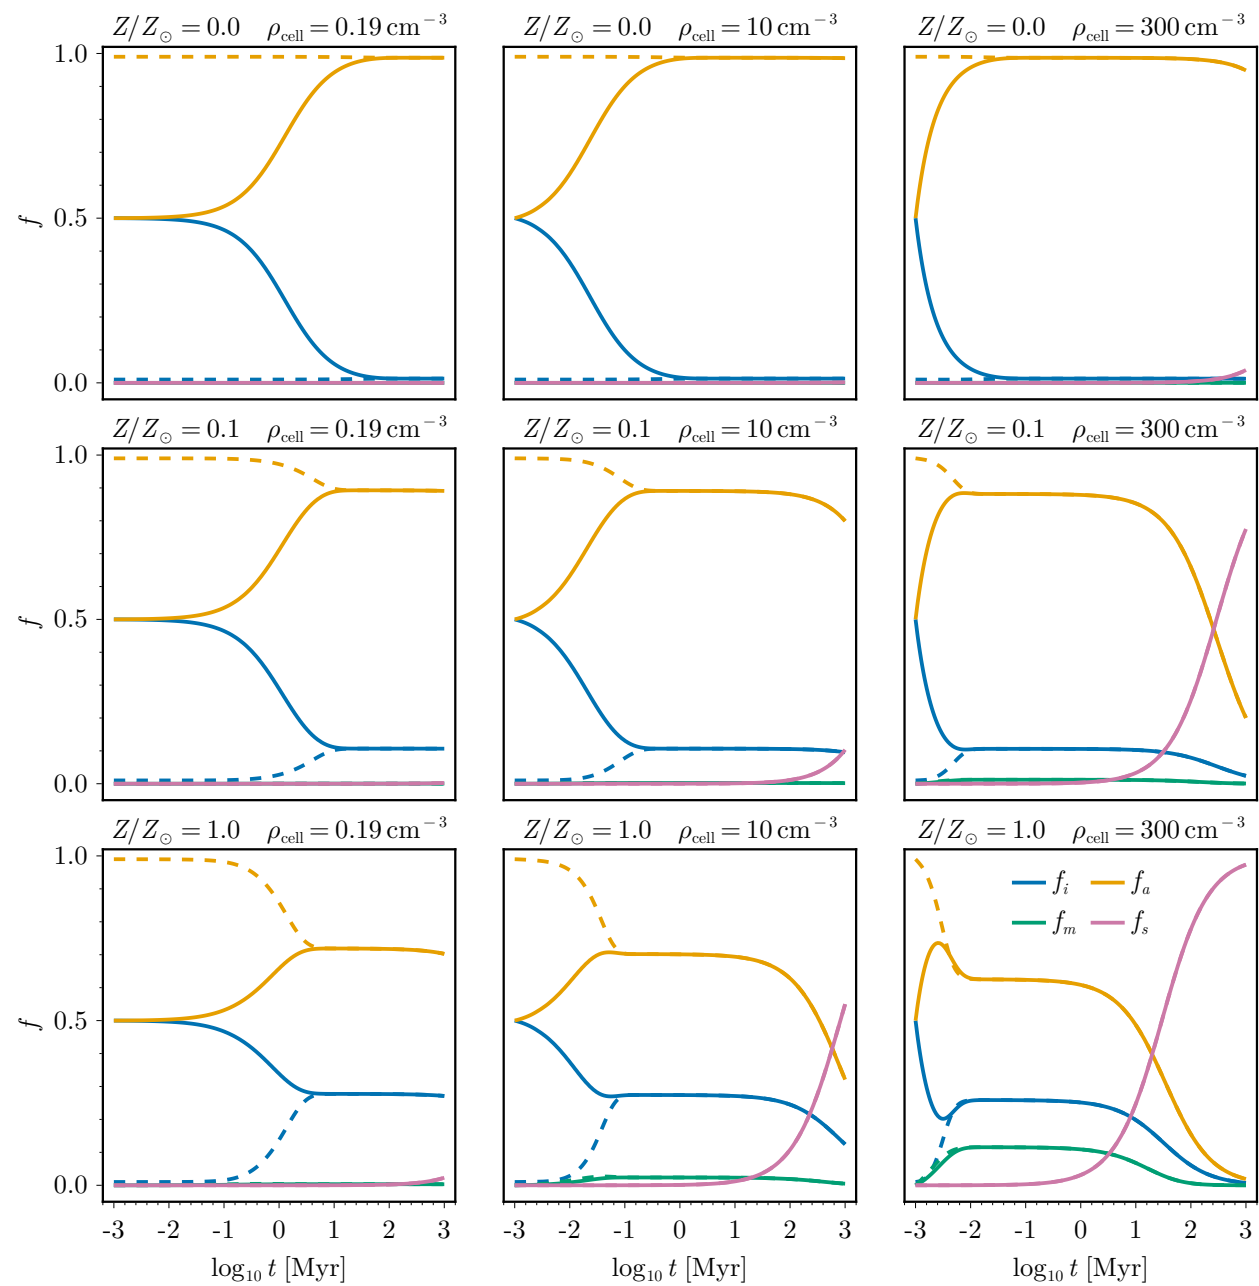 Z/Z⊙ = 0.0 ρcell = 0.19 cm⁻³
Z/Z⊙ = 0.0 ρcell = 10 cm⁻³
Z/Z⊙ = 0.0 ρcell = 300 cm⁻³
1.0
0.5
0.0
f
Z/Z⊙ = 0.1 ρcell = 0.19 cm⁻³
Z/Z⊙ = 0.1 ρcell = 10 cm⁻³
Z/Z⊙ = 0.1 ρcell = 300 cm⁻³
1.0
0.5
0.0
f
Z/Z⊙ = 1.0 ρcell = 0.19 cm⁻³
Z/Z⊙ = 1.0 ρcell = 10 cm⁻³
Z/Z⊙ = 1.0 ρcell = 300 cm⁻³
1.0
0.5
0.0
f
fi fa
fm fs
-3 -2 -1 0 1 2 3
-3 -2 -1 0 1 2 3
-3 -2 -1 0 1 2 3
log₁₀ t [Myr]
log₁₀ t [Myr]
log₁₀ t [Myr]